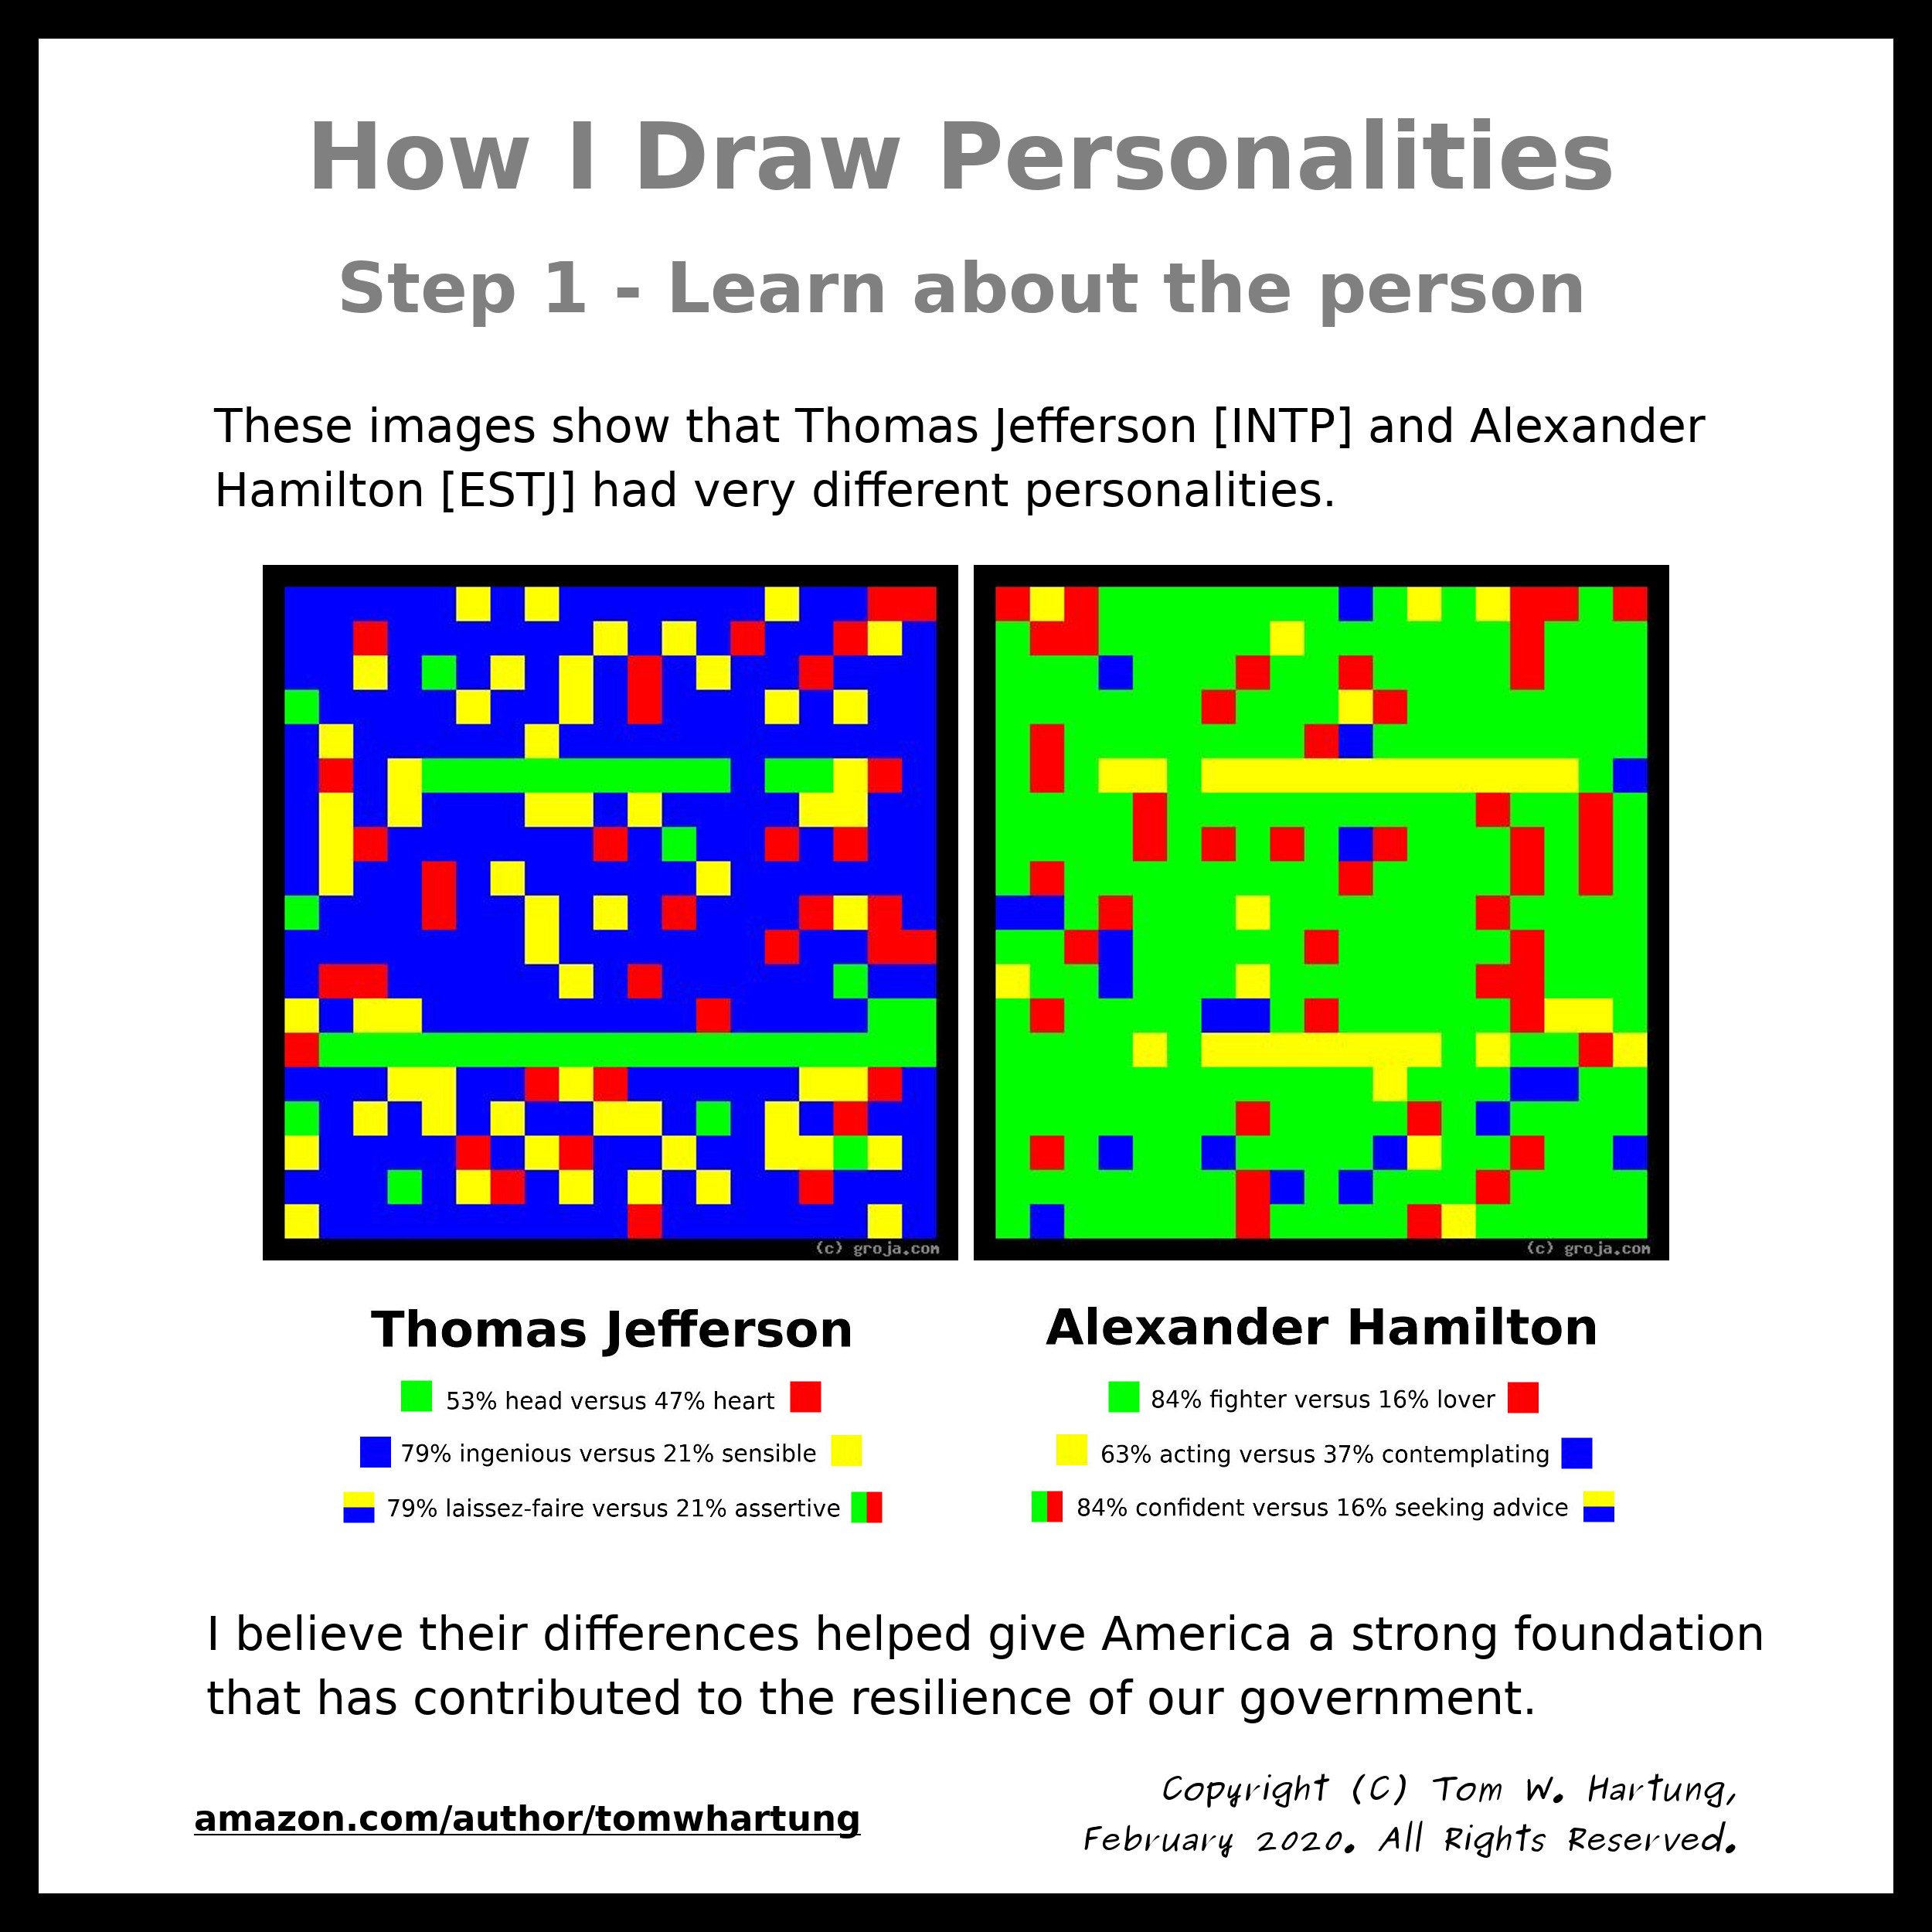 How I Draw Personalities
Step 1 - Learn about the person
These images show that Thomas Jefferson [INTP] and Alexander
Hamilton [ESTJ] had very different personalities.
(c) groja.com
(c) groja.com
Thomas Jefferson
53% head versus 47% heart
79% ingenious versus 21% sensible
79% laissez-faire versus 21% assertive
Alexander Hamilton
84% fighter versus 16% lover
63% acting versus 37% contemplating
84% confident versus 16% seeking advice
I believe their differences helped give America a strong foundation
that has contributed to the resilience of our government.
amazon.com/author/tomwhartung
Copyright (C) Tom W. Hartung,
February 2020. All Rights Reserved.